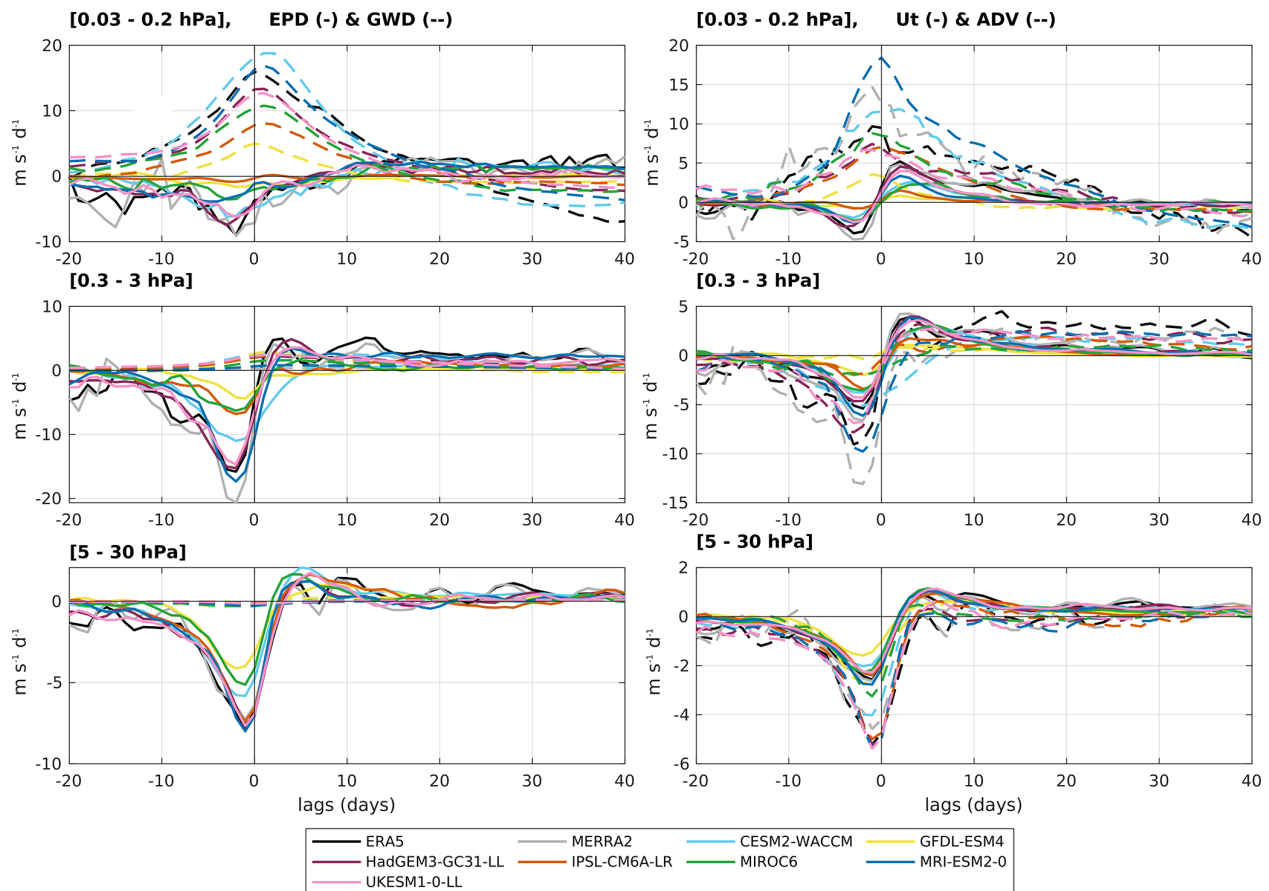 [0.03 - 0.2 hPa], EPD (-) & GWD (--)
20
10
0
-10
m s⁻¹ d⁻¹
-20 -10 0 10 20 30 40
[0.03 - 0.2 hPa], Ut (-) & ADV (--)
20
15
10
5
0
-5
m s⁻¹ d⁻¹
-20 -10 0 10 20 30 40
[0.3 - 3 hPa]
10
0
-10
-20
m s⁻¹ d⁻¹
-20 -10 0 10 20 30 40
[0.03 - 3 hPa]
5
0
-5
-10
-15
m s⁻¹ d⁻¹
-20 -10 0 10 20 30 40
[5 - 30 hPa]
0
-5
-10
m s⁻¹ d⁻¹
-20 -10 0 10 20 30 40
lags (days)
[5 - 30 hPa]
2
0
-2
-4
-6
m s⁻¹ d⁻¹
-20 -10 0 10 20 30 40
lags (days)
ERA5 MERRA2 CESM2-WACCM GFDL-ESM4
HadGEM3-GC31-LL IPSL-CM6A-LR MIROC6 MRI-ESM2-0
UKESM1-0-LL